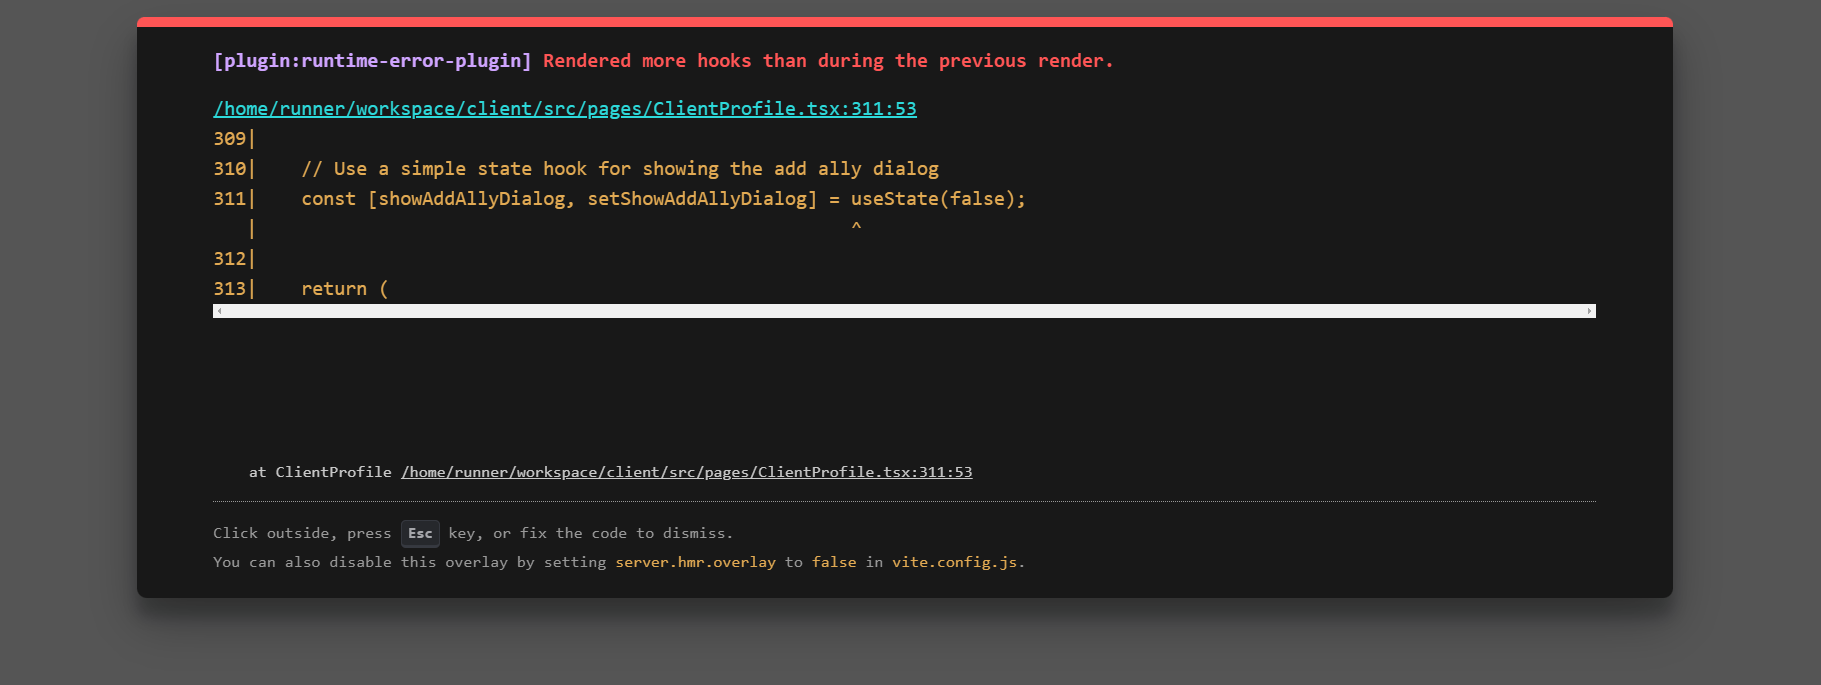 [plugin:runtime-error-plugin] Rendered more hooks than during the previous render.
/home/runner/workspace/client/src/pages/ClientProfile.tsx:311:53
309|
310|    // Use a simple state hook for showing the add ally dialog
311|    const [showAddAllyDialog, setShowAddAllyDialog] = useState(false);
   |                                                      ^
312|
313|    return (
    at ClientProfile /home/runner/workspace/client/src/pages/ClientProfile.tsx:311:53
Click outside, press Esc key, or fix the code to dismiss.
You can also disable this overlay by setting server.hmr.overlay to false in vite.config.js.